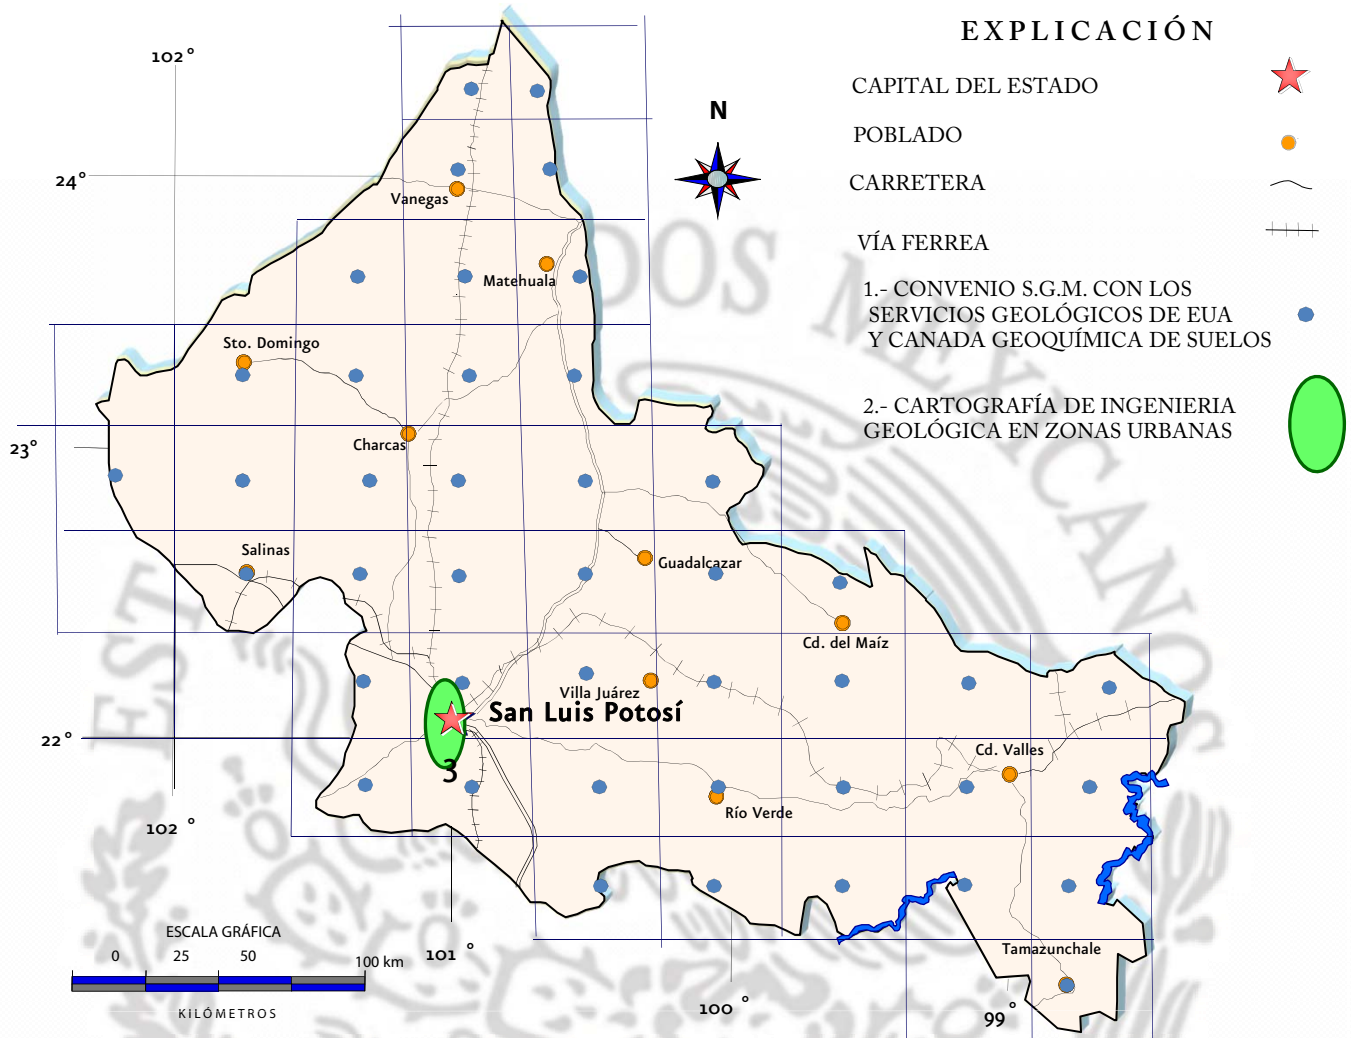 EXPLICACIÓN
CAPITAL DEL ESTADO
POBLADO
CARRETERA
VÍA FERREA
1.- CONVENIO S.G.M. CON LOS
SERVICIOS GEOLÓGICOS DE EUA
Y CANADA GEOQUÍMICA DE SUELOS
2.- CARTOGRAFÍA DE INGENIERIA
GEOLÓGICA EN ZONAS URBANAS
N
102°
24°
Vanegas
Matehuala
Sto. Domingo
Charcas
23°
Salinas
Guadalcazar
Cd. del Maíz
Villa Juárez
San Luis Potosí
22°
3
Cd. Valles
Río Verde
102 °
Tamazunchale
101 °
100 °
99 °
ESCALA GRÁFICA
0 25 50 100 km
KILÓMETROS
EST DOS MEXICANOS